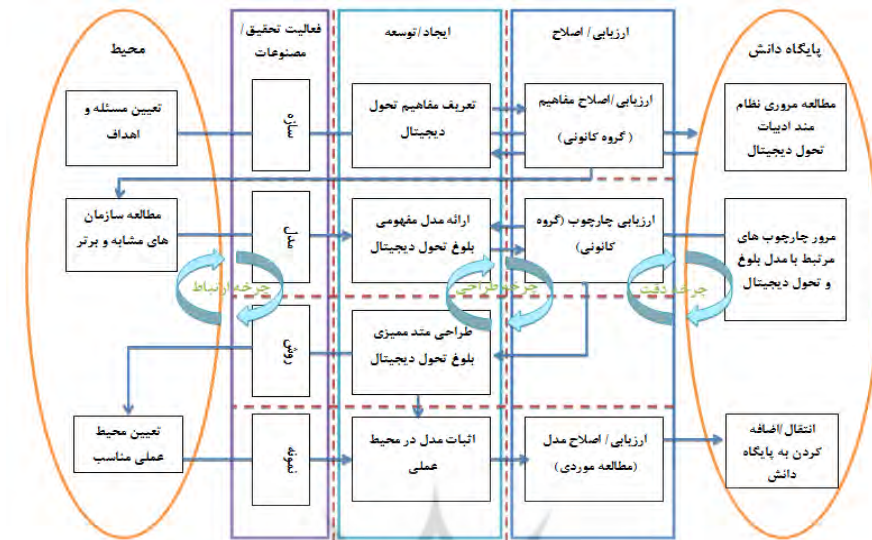 محیط
فعالیت تحقیق/
مصنوعات
ایجاد/توسعه
ارزیابی/ اصلاح
پایگاه دانش
تعیین مسئله و
اهداف
سازه
تعریف مفاهیم تحول
دیجیتال
ارزیابی/اصلاح مفاهیم
(گروه کانونی)
مطالعه مروری نظام
مند ادبیات
تحول دیجیتال
مطالعه سازمان
های مشابه و برتر
مدل
ارائه مدل مفهومی
بلوغ تحول دیجیتال
ارزیابی چارچوب (گروه
کانونی)
مرور چارچوب های
مرتبط با مدل بلوغ
و تحول دیجیتال
چرخه ارتباط
چرخه طراحی
چرخه دقت
روش
طراحی متد ممیزی
بلوغ تحول دیجیتال
تعیین محیط
عملی مناسب
نمونه
اثبات مدل در محیط
عملی
ارزیابی/ اصلاح مدل
(مطالعه موردی)
انتقال/اضافه
کردن به پایگاه
دانش